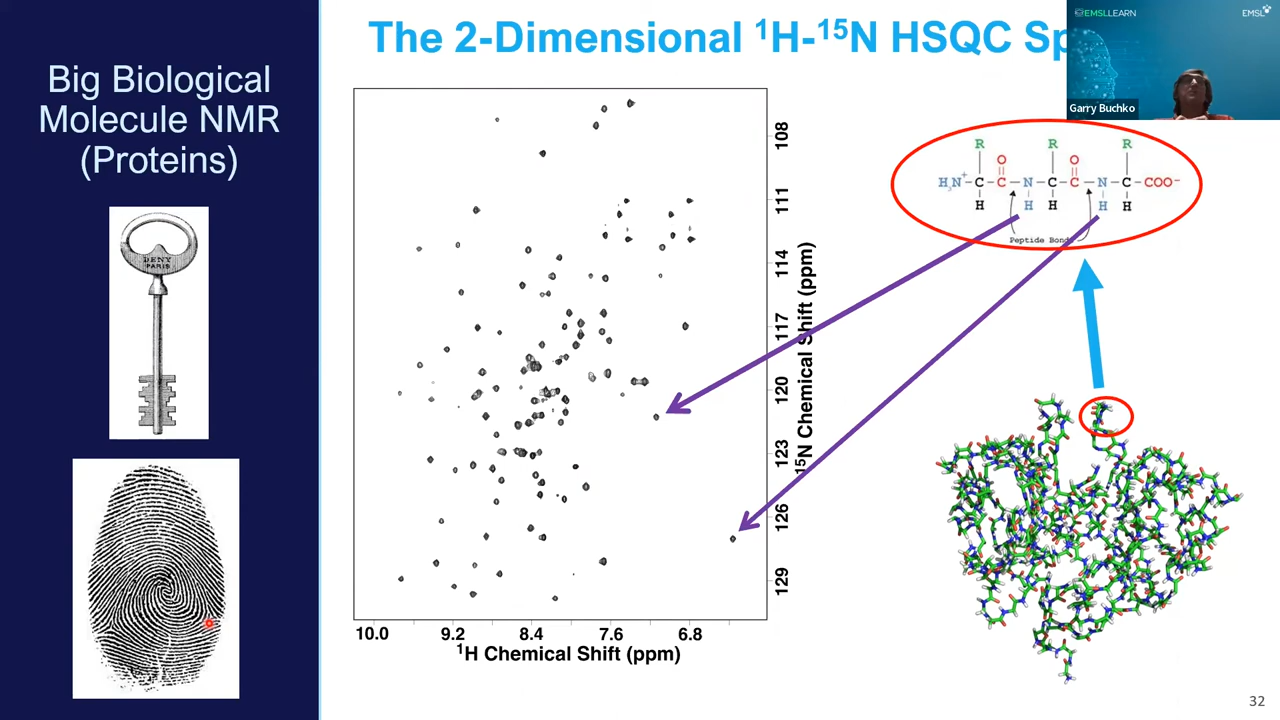 Big Biological
Molecule NMR
(Proteins)
DENY
PARIS
The 2-Dimensional ¹H-¹⁵N HSQC Sp
108
111
114
117
120
123
126
129
¹⁵N Chemical Shift (ppm)
10.0 9.2 8.4 7.6 6.8
¹H Chemical Shift (ppm)
EMSLLEARN
EMSL
Garry Buchko
R R R
O O
H₃N⁺ C C N C C N C COO⁻
H H H H H
Peptide Bonds
32